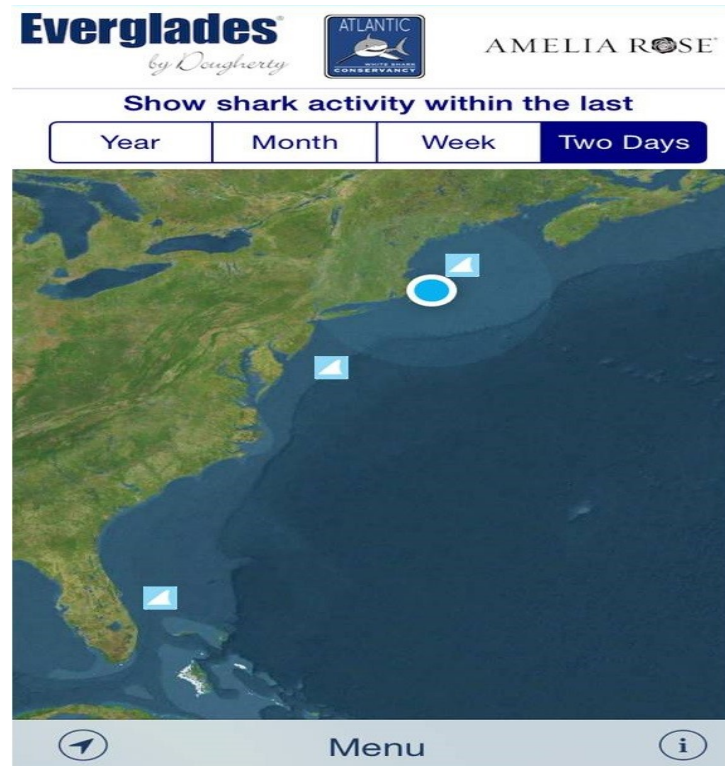 Everglades
by Dougherty
ATLANTIC
WHITE SHARK
CONSERVANCY
AMELIA ROSE
Show shark activity within the last
Year Month Week Two Days
Menu
i